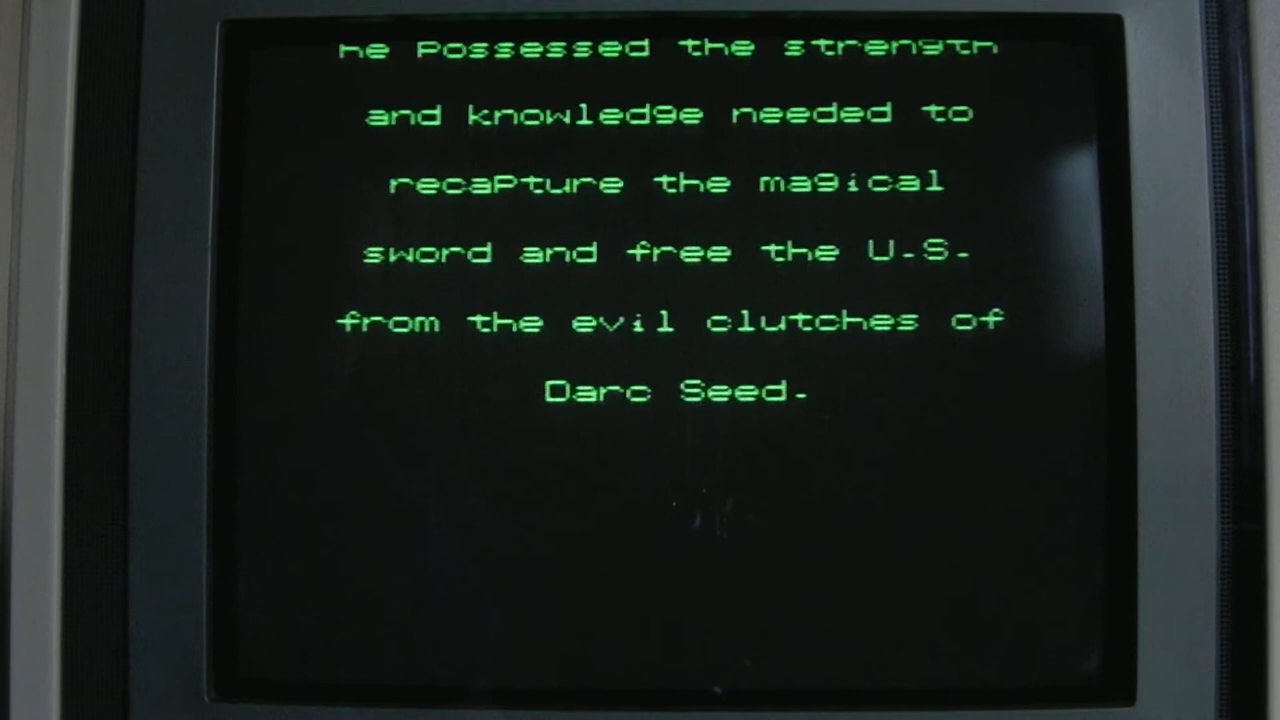 he possessed the strength
and knowledge needed to
recapture the magical
sword and free the U.S.
from the evil clutches of
Darc Seed.